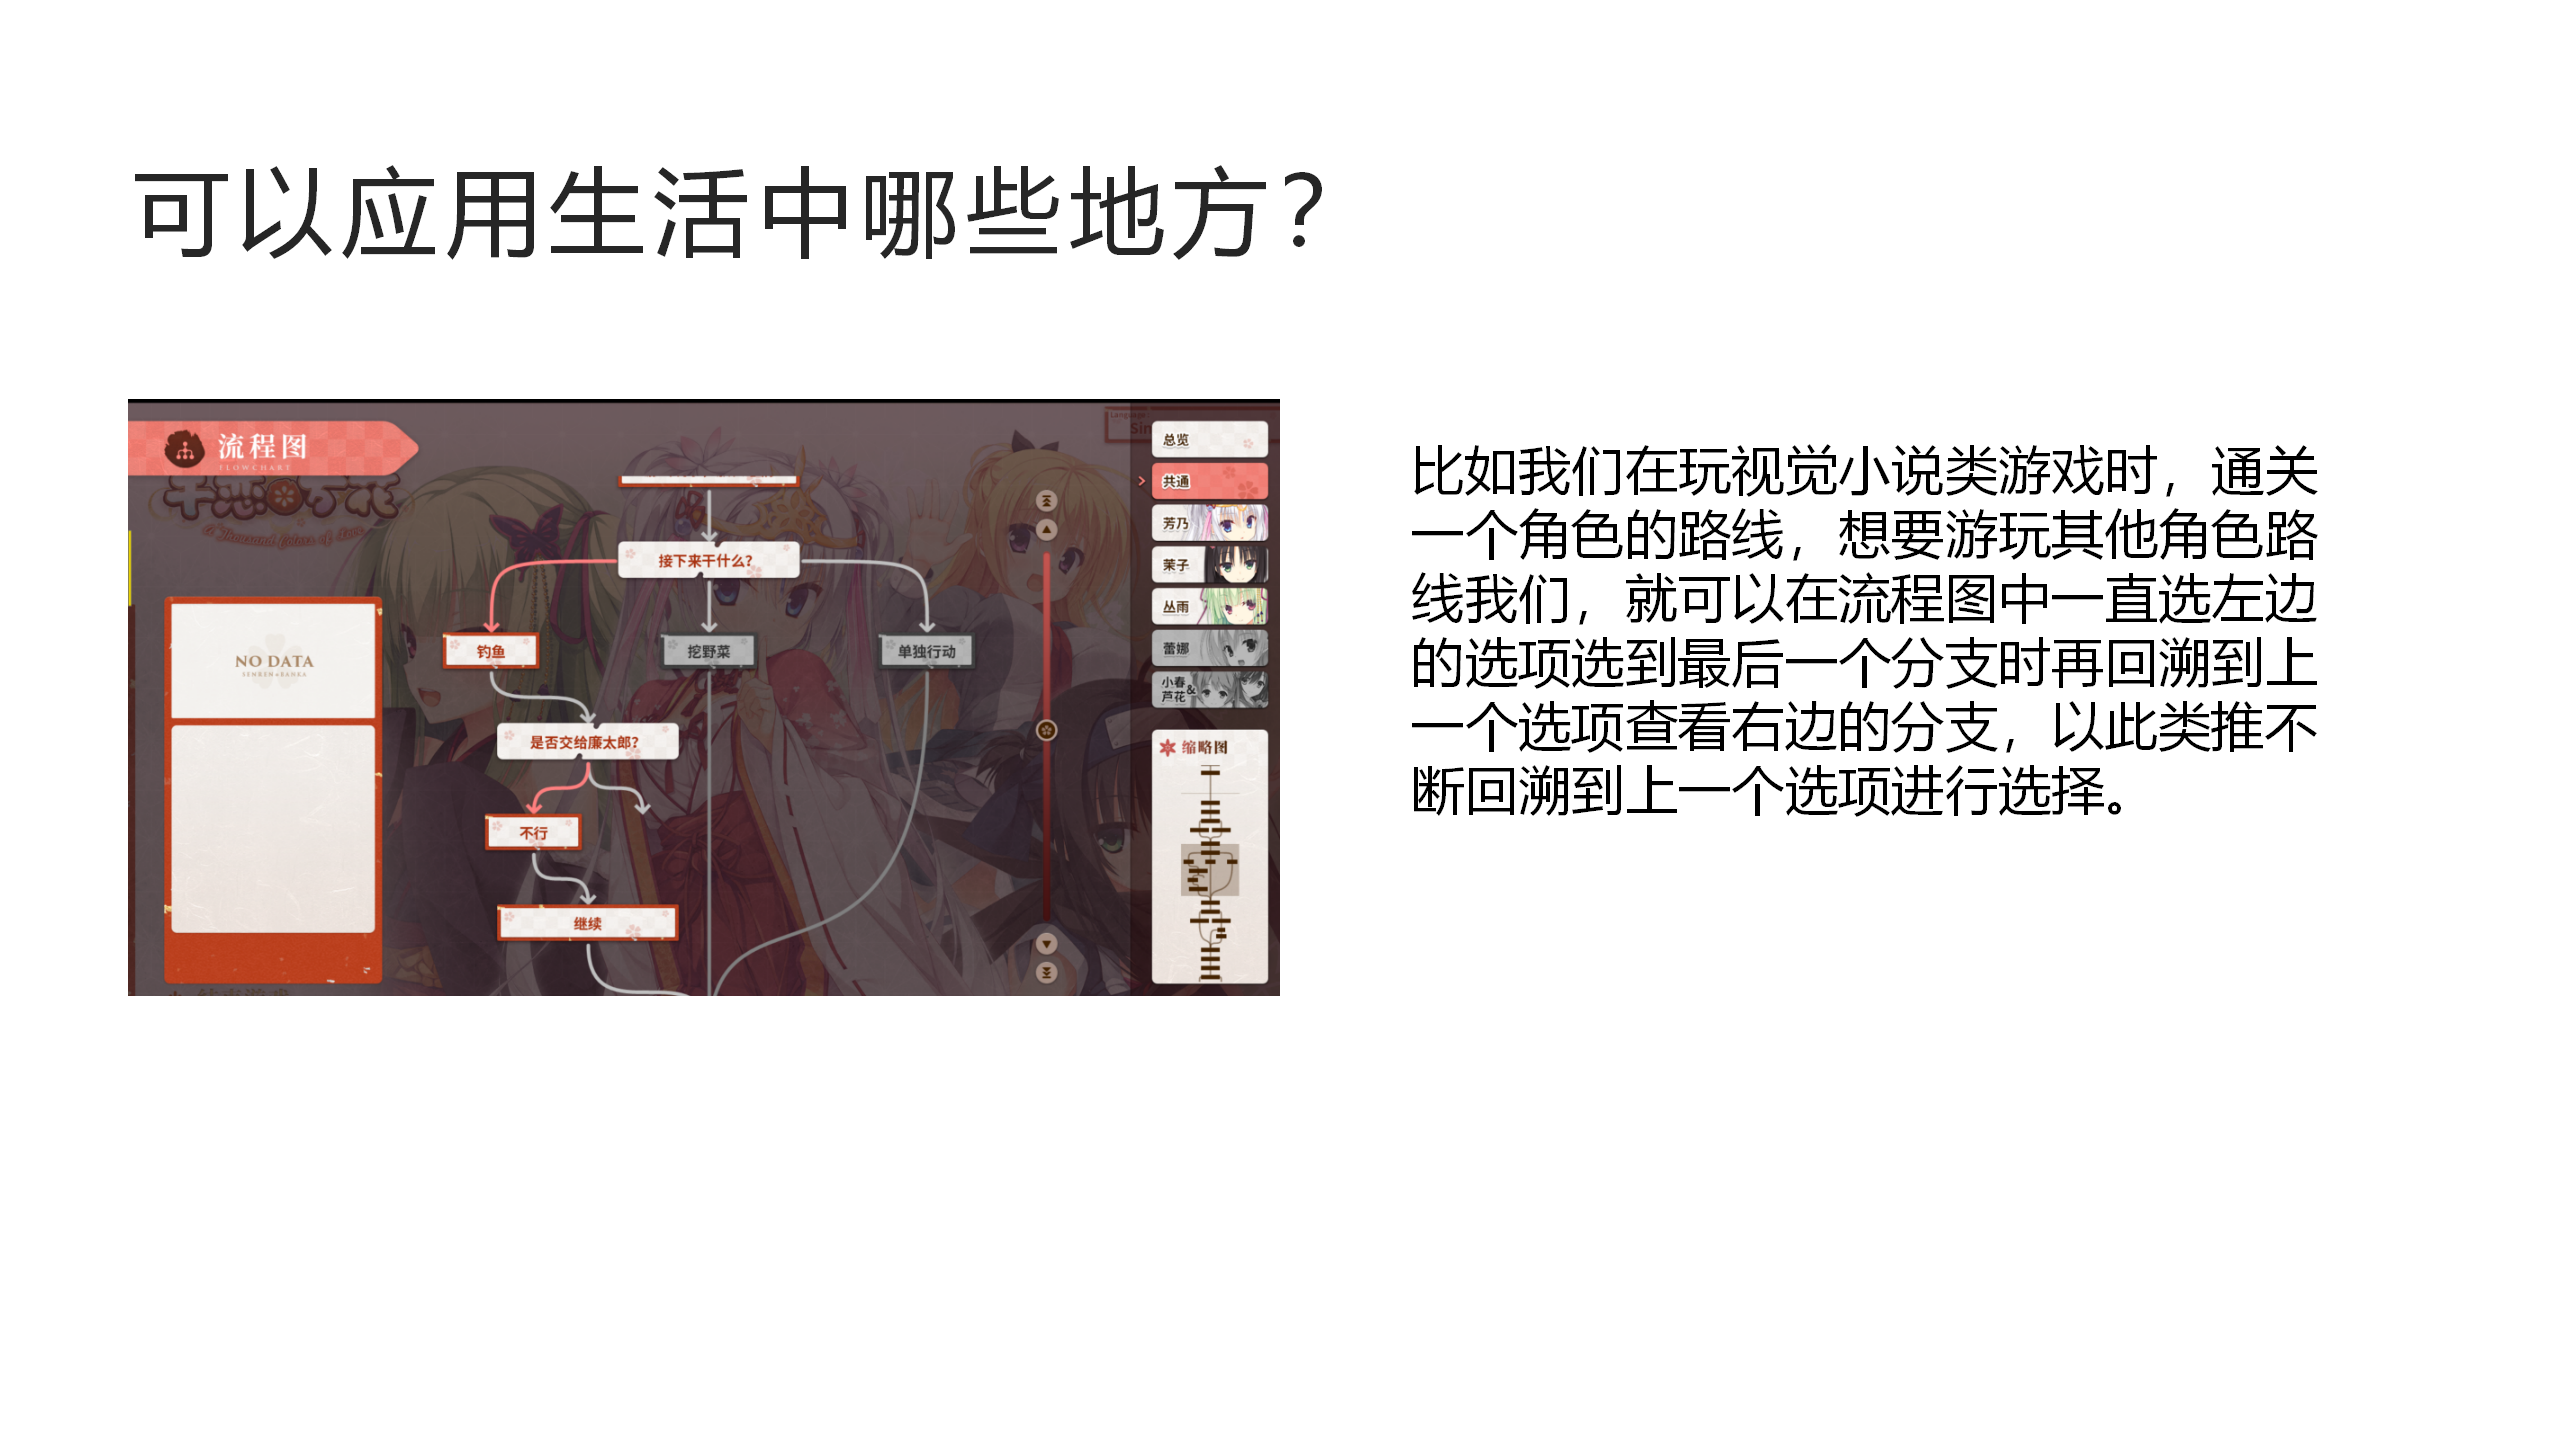 可以应用生活中哪些地方？
流程图
FLOWCHART
千恋万花
A Thousand Colors of Love
NO DATA
SENREN＊BANKA
接下来干什么？
钓鱼
挖野菜
单独行动
是否交给廉太郎？
不行
继续
总览
共通
芳乃
茉子
丛雨
蕾娜
小春
&
芦花
缩略图
比如我们在玩视觉小说类游戏时，通关
一个角色的路线，想要游玩其他角色路
线我们，就可以在流程图中一直选左边
的选项选到最后一个分支时再回溯到上
一个选项查看右边的分支，以此类推不
断回溯到上一个选项进行选择。